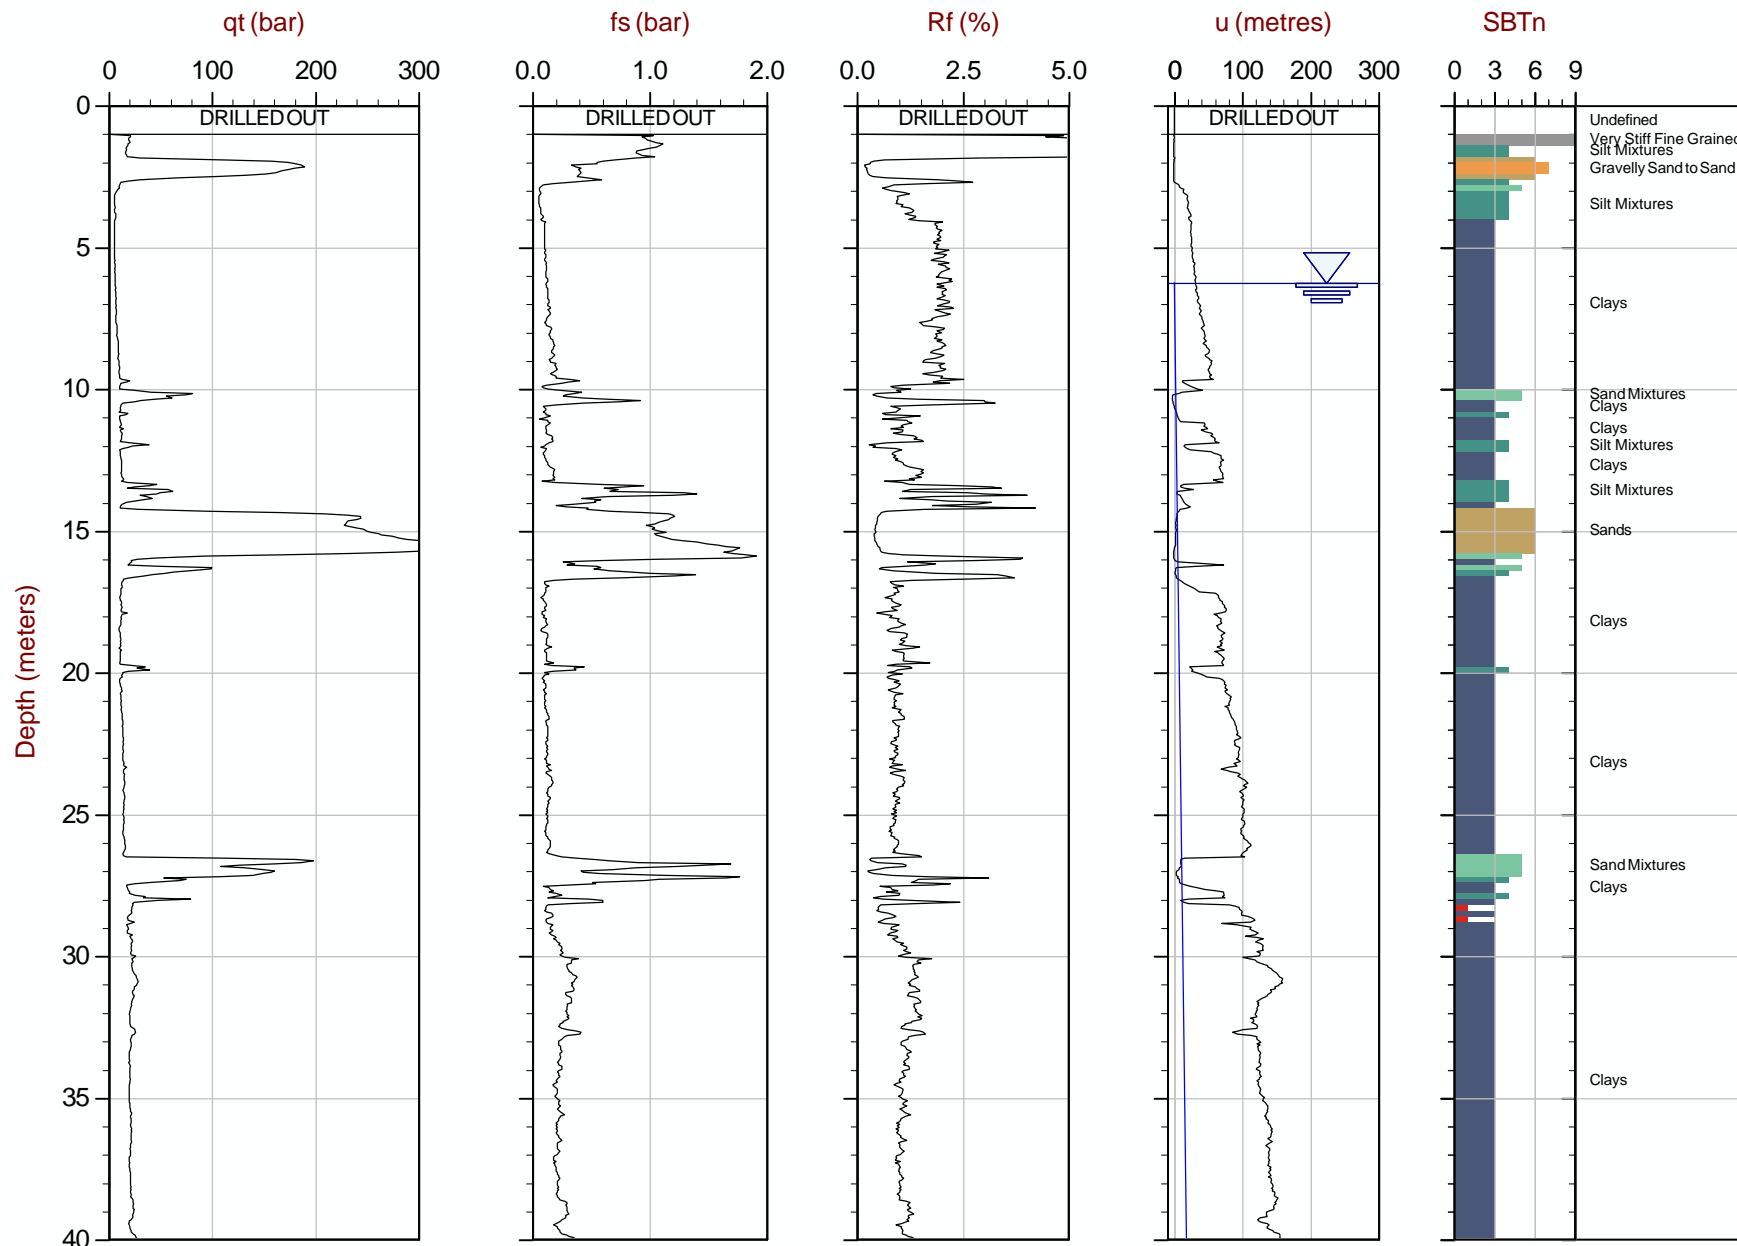 qt (bar) fs (bar) Rf (%) u (metres) SBTn
0 100 200 300 0.0 1.0 2.0 0.0 2.5 5.0 0 100 200 300 0 3 6 9
0
DRILLED OUT DRILLED OUT DRILLED OUT DRILLED OUT
Undefined
Very Stiff Fine Grained
Silt Mixtures
Gravelly Sand to Sand
Silt Mixtures
5
Clays
10
Sand Mixtures
Clays
Clays
Silt Mixtures
Clays
Silt Mixtures
15
Sands
Clays
20
Depth (meters)
Clays
25
Sand Mixtures
Clays
30
Clays
35
40